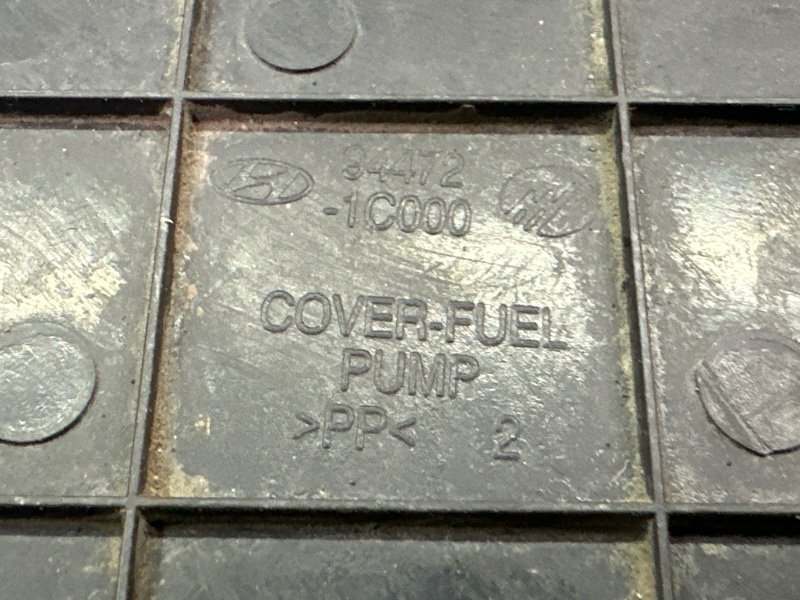 84472
-1C000
COVER-FUEL
PUMP
>PP< 2